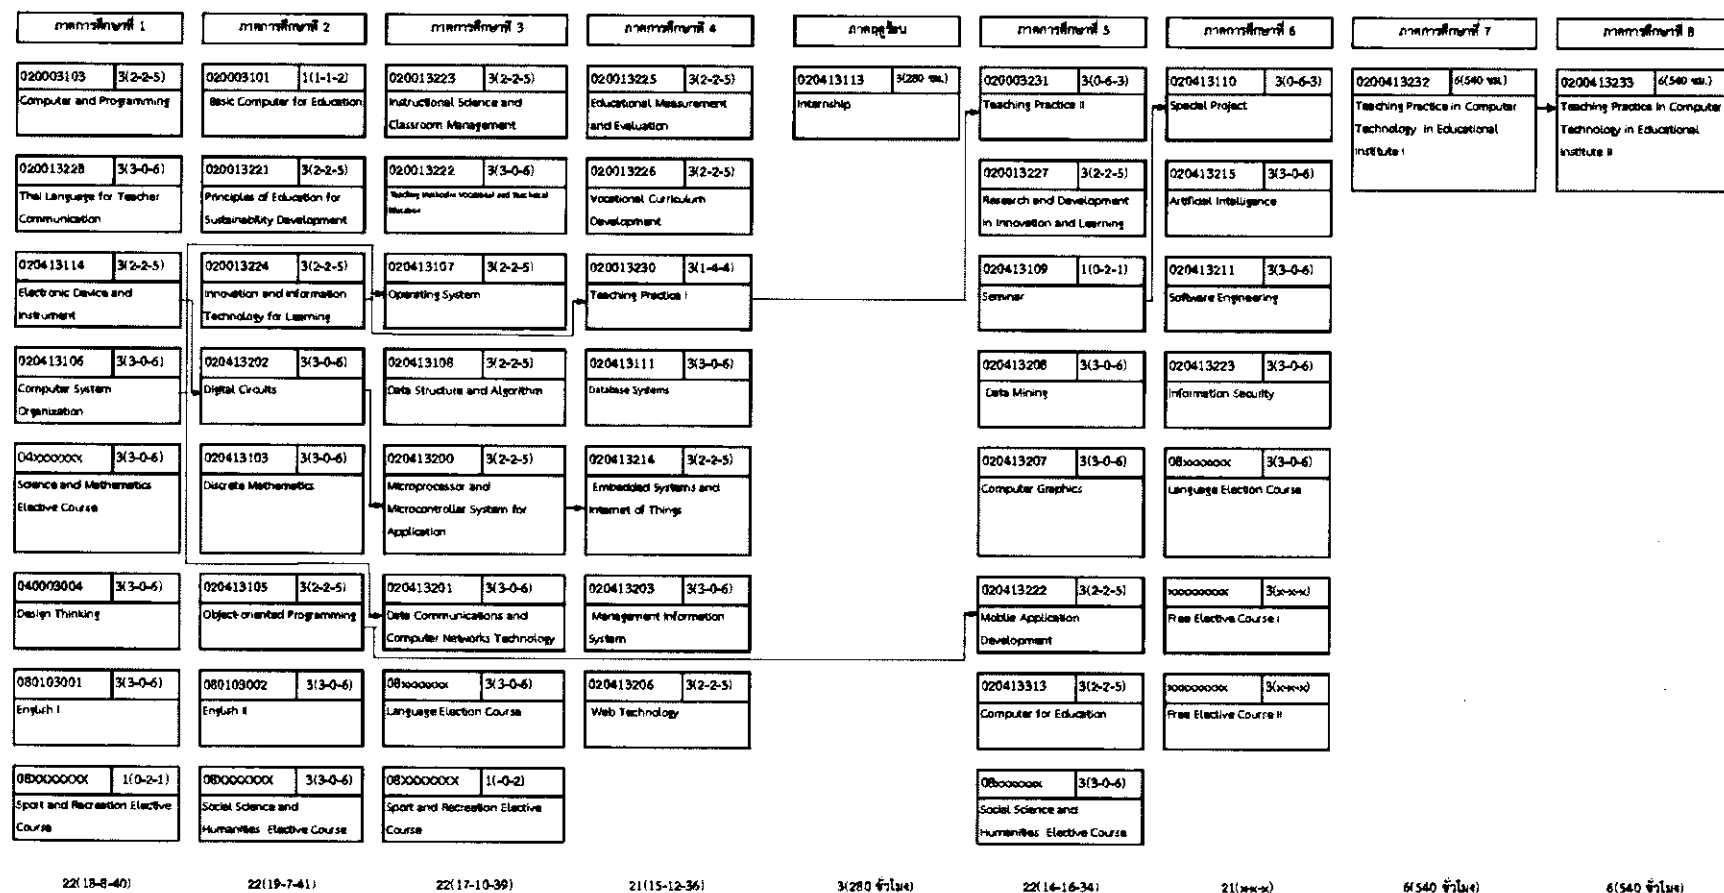 ภาคการศึกษาที่ 1
020003103 3(2-2-5)
Computer and Programming
020013228 3(3-0-6)
Thai Language for Teacher
Communication
020413114 3(2-2-5)
Electronic Device and
Instrument
020413106 3(3-0-6)
Computer System
Organization
04xxxxxxx 3(3-0-6)
Science and Mathematics
Elective Course
040003004 3(3-0-6)
Design Thinking
080103001 3(3-0-6)
English I
08XXXXXXX 1(0-2-1)
Sport and Recreation Elective
Course
22(18-8-40)
ภาคการศึกษาที่ 2
020003101 1(1-1-2)
Basic Computer for Education
020013221 3(2-2-5)
Principles of Education for
Sustainability Development
020013224 3(2-2-5)
Innovation and Information
Technology for Learning
020413202 3(3-0-6)
Digital Circuits
020413103 3(3-0-6)
Discrete Mathematics
020413105 3(2-2-5)
Object-oriented Programming
080103002 3(3-0-6)
English II
08XXXXXXX 3(3-0-6)
Social Science and
Humanities Elective Course
22(19-7-41)
ภาคการศึกษาที่ 3
020013223 3(2-2-5)
Instructional Science and
Classroom Management
020013222 3(3-0-6)
020413107 3(2-2-5)
Operating System
020413108 3(2-2-5)
Data Structure and Algorithm
020413200 3(2-2-5)
Microprocessor and
Microcontroller System for
Application
020413201 3(3-0-6)
Data Communications and
Computer Networks Technology
08xxxxxxx 3(3-0-6)
Language Election Course
08XXXXXXX 1(-0-2)
Sport and Recreation Elective
Course
22(17-10-39)
ภาคการศึกษาที่ 4
020013225 3(2-2-5)
Educational Measurement
and Evaluation
020013226 3(2-2-5)
Vocational Curriculum
Development
020013230 3(1-4-4)
Teaching Practice I
020413111 3(3-0-6)
Database Systems
020413214 3(2-2-5)
Embedded Systems and
Internet of Things
020413203 3(3-0-6)
Management Information
System
020413206 3(2-2-5)
Web Technology
21(15-12-36)
ภาคฤดูร้อน
020413113 3(280 ชม.)
Internship
3(280 ชั่วโมง)
ภาคการศึกษาที่ 5
020003231 3(0-6-3)
Teaching Practice II
020013227 3(2-2-5)
Research and Development
in Innovation and Learning
020413109 1(0-2-1)
Seminar
020413208 3(3-0-6)
Data Mining
020413207 3(3-0-6)
Computer Graphics
020413222 3(2-2-5)
Mobile Application
Development
020413313 3(2-2-5)
Computer for Education
08xxxxxxx 3(3-0-6)
Social Science and
Humanities Elective Course
22(14-16-34)
ภาคการศึกษาที่ 6
020413110 3(0-6-3)
Special Project
020413215 3(3-0-6)
Artificial Intelligence
020413211 3(3-0-6)
Software Engineering
020413223 3(3-0-6)
Information Security
08xxxxxxx 3(3-0-6)
Language Election Course
xxxxxxxxx 3(x-x-x)
Free Elective Course I
xxxxxxxxx 3(x-x-x)
Free Elective Course II
21(x-x-x)
ภาคการศึกษาที่ 7
0200413232 6(540 ชม.)
Teaching Practice in Computer
Technology in Educational
Institute I
6(540 ชั่วโมง)
ภาคการศึกษาที่ 8
0200413233 6(540 ชม.)
Teaching Practice in Computer
Technology in Educational
Institute II
6(540 ชั่วโมง)